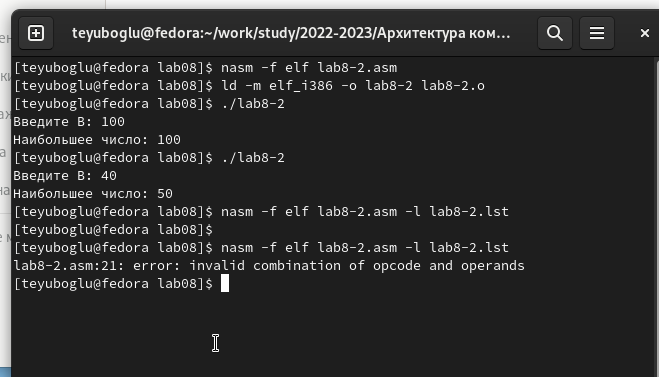 teyuboglu@fedora:~/work/study/2022-2023/Архитектура ком...
[teyuboglu@fedora lab08]$ nasm -f elf lab8-2.asm
[teyuboglu@fedora lab08]$ ld -m elf_i386 -o lab8-2 lab8-2.o
[teyuboglu@fedora lab08]$ ./lab8-2
Введите B: 100
Наибольшее число: 100
[teyuboglu@fedora lab08]$ ./lab8-2
Введите B: 40
Наибольшее число: 50
[teyuboglu@fedora lab08]$ nasm -f elf lab8-2.asm -l lab8-2.lst
[teyuboglu@fedora lab08]$
[teyuboglu@fedora lab08]$ nasm -f elf lab8-2.asm -l lab8-2.lst
lab8-2.asm:21: error: invalid combination of opcode and operands
[teyuboglu@fedora lab08]$